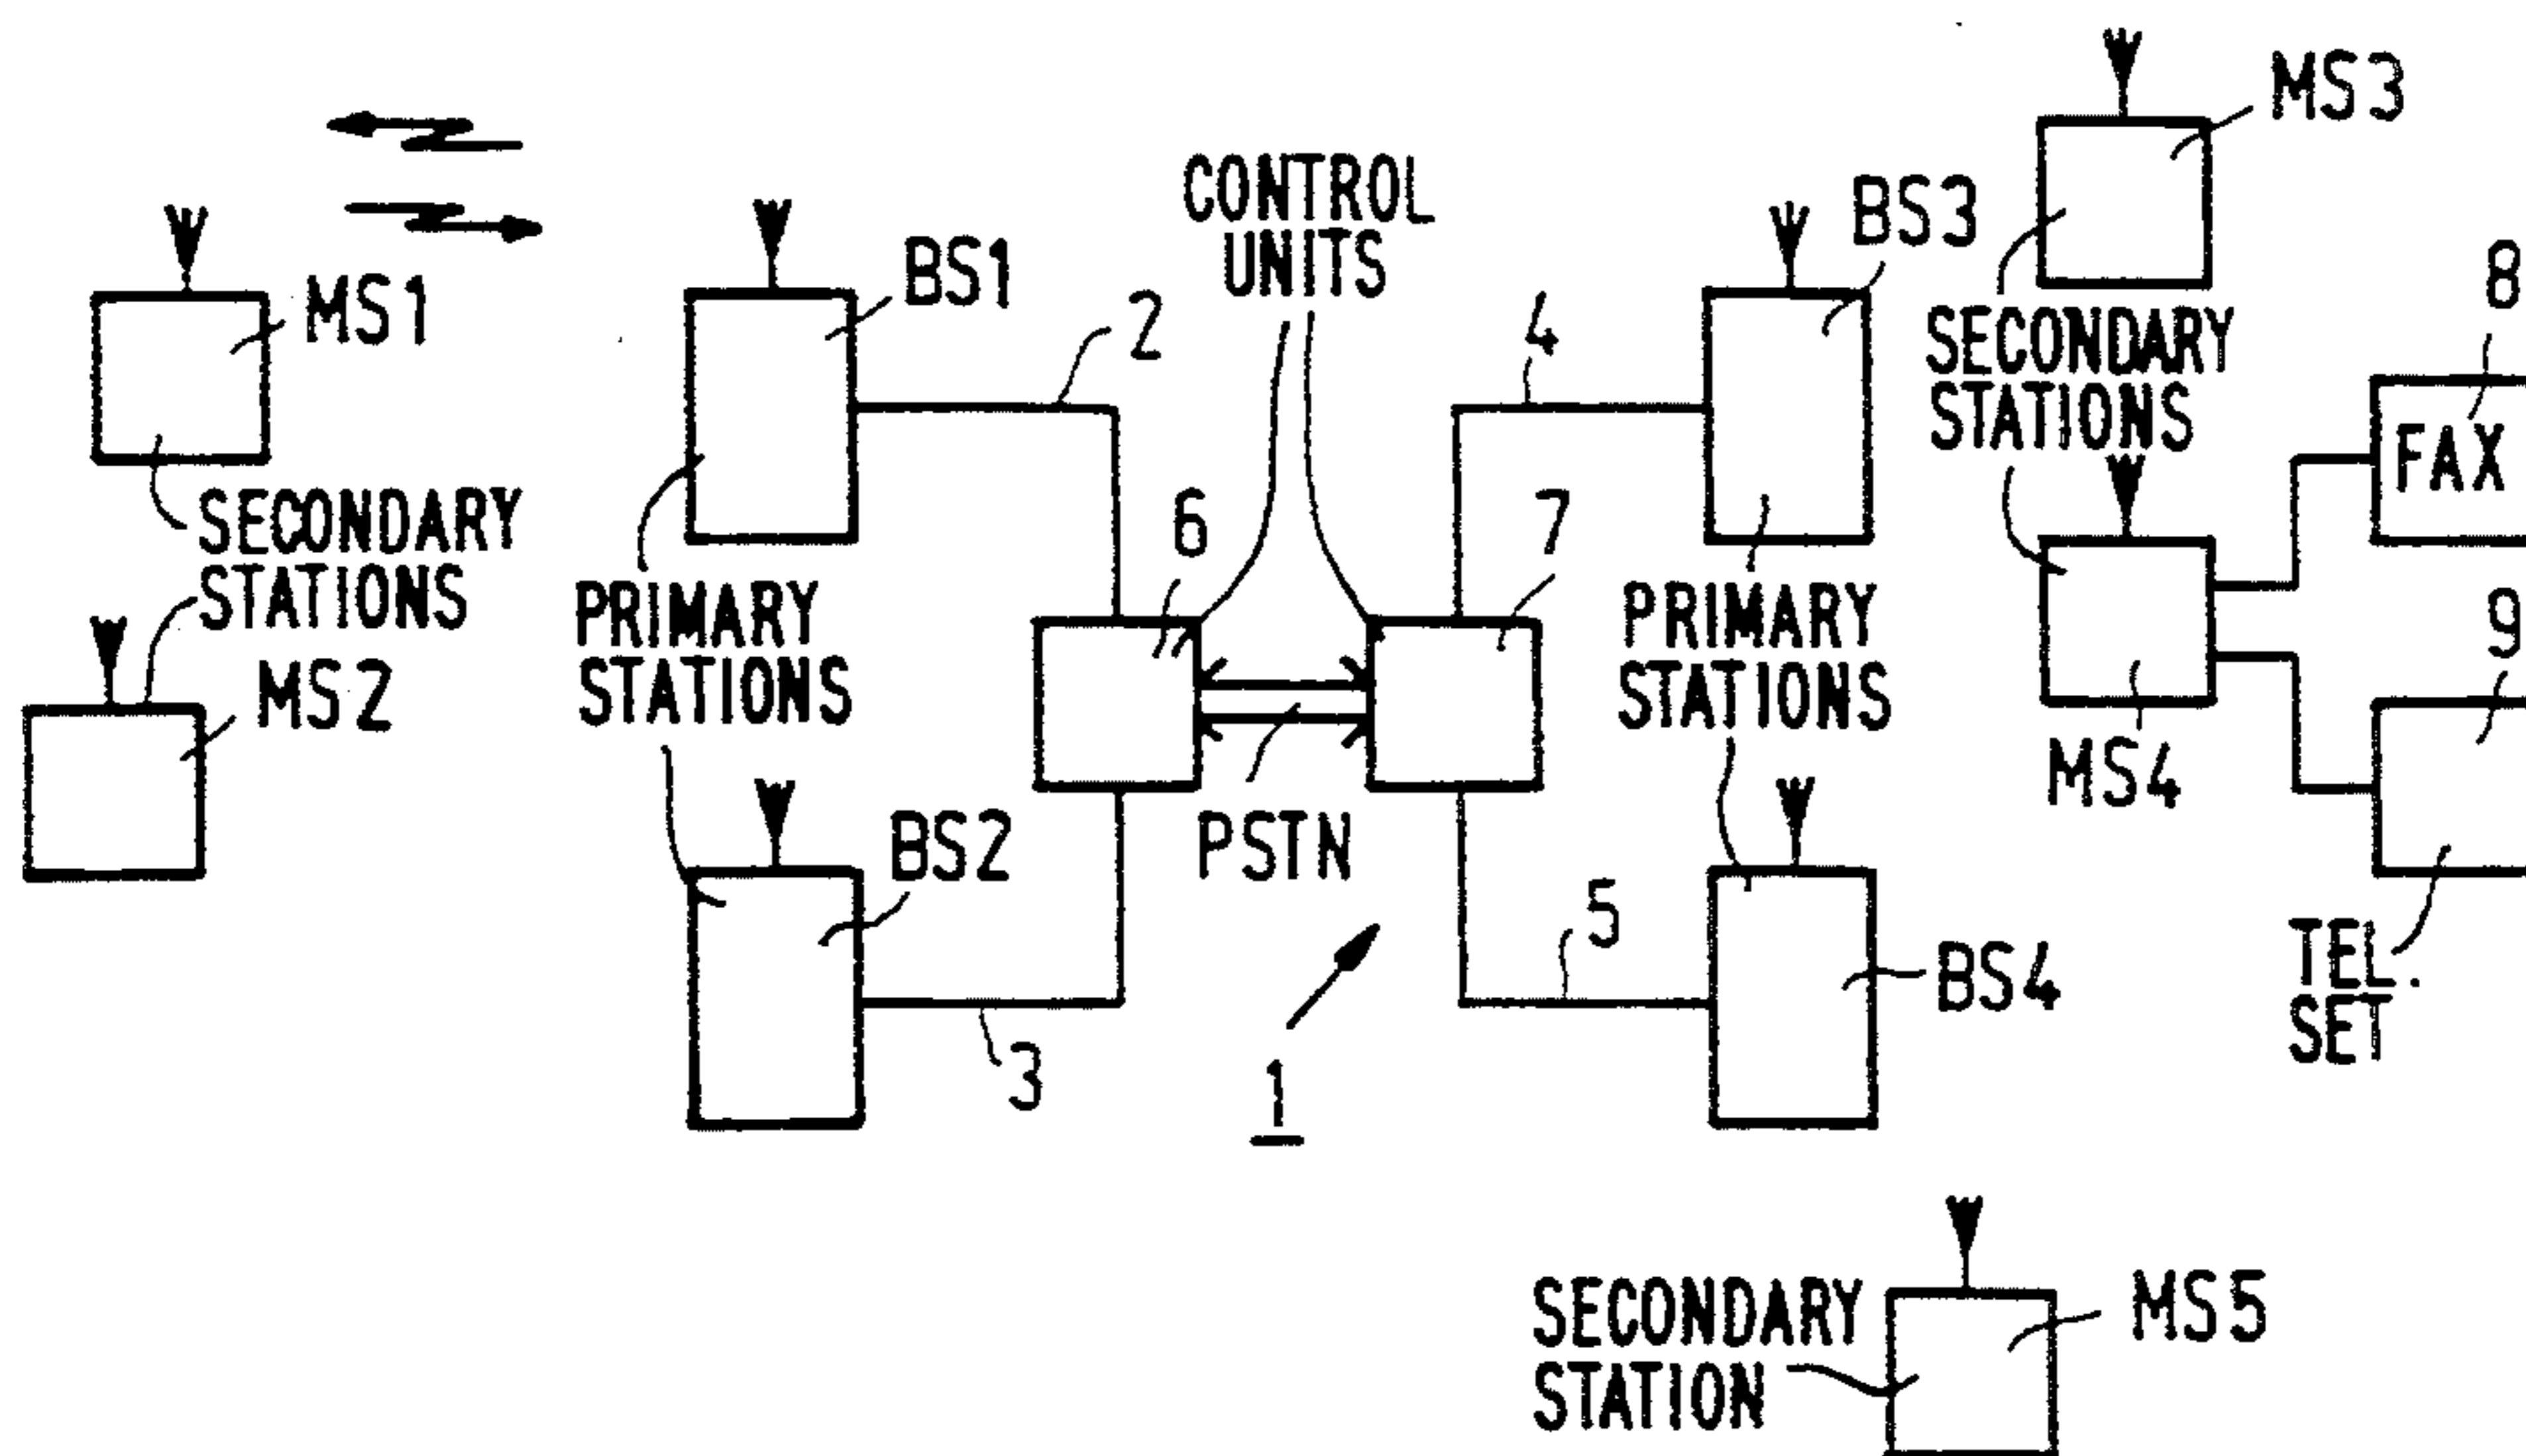 MS1
SECONDARY
STATIONS
MS2
BS1
2
PRIMARY
STATIONS
BS2
3
CONTROL
UNITS
6
7
PSTN
1
4
5
BS3
PRIMARY
STATIONS
BS4
MS3
SECONDARY
STATIONS
MS4
8
FAX
9
TEL.
SET
SECONDARY
STATION
MS5